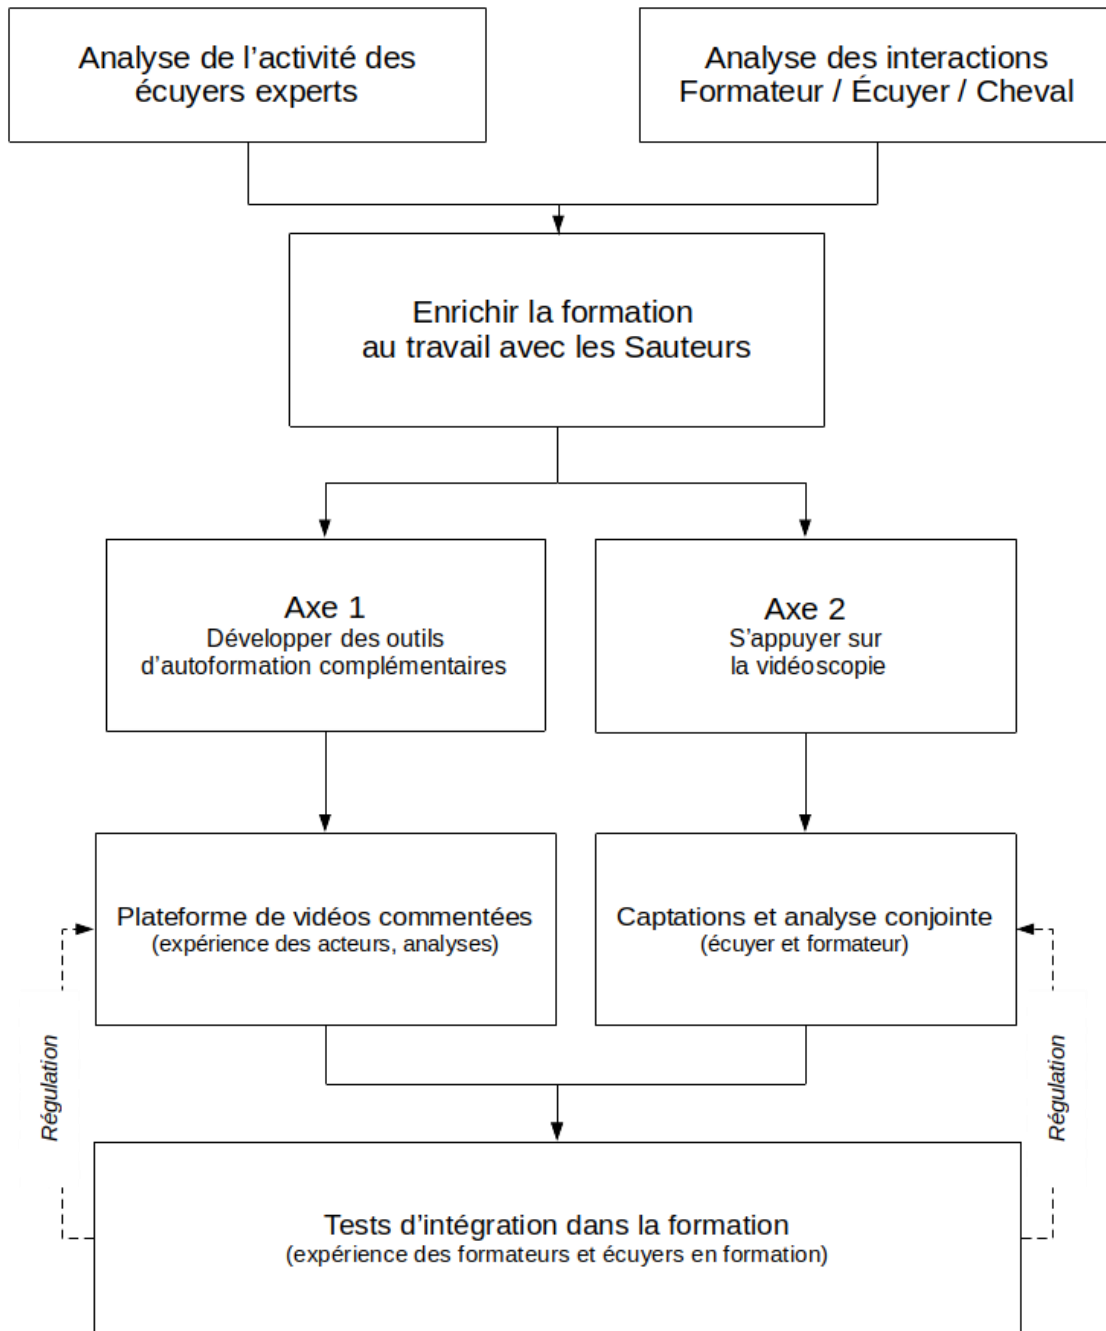 Analyse de l’activité des
écuyers experts
Analyse des interactions
Formateur / Écuyer / Cheval
Enrichir la formation
au travail avec les Sauteurs
Axe 1
Développer des outils
d’autoformation complémentaires
Axe 2
S’appuyer sur
la vidéoscopie
Plateforme de vidéos commentées
(expérience des acteurs, analyses)
Captations et analyse conjointe
(écuyer et formateur)
Régulation
Régulation
Tests d’intégration dans la formation
(expérience des formateurs et écuyers en formation)